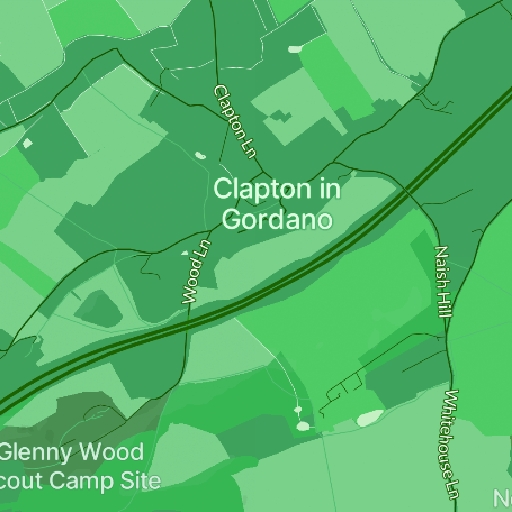 Clapton Ln
Clapton in
Gordano
Wood Ln
Naish Hill
Whitehouse Ln
Glenny Wood
cout Camp Site